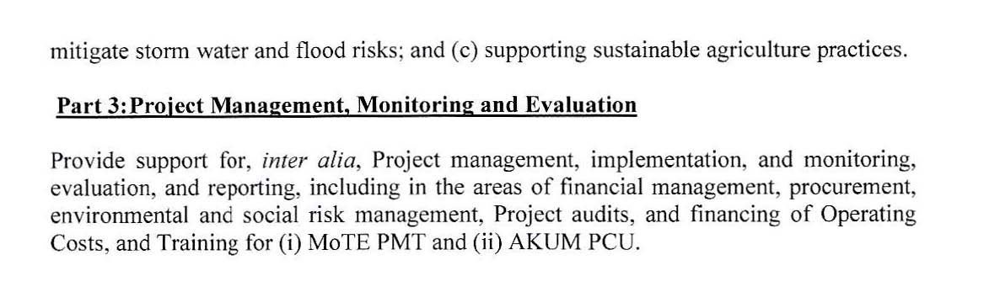 mitigate storm water and flood risks; and (c) supporting sustainable agriculture practices.
Part 3:Project Management, Monitoring and Evaluation
Provide support for, inter alia, Project management, implementation, and monitoring,
evaluation, and reporting, including in the areas of financial management, procurement,
environmental and social risk management, Project audits, and financing of Operating
Costs, and Training for (i) MoTE PMT and (ii) AKUM PCU.